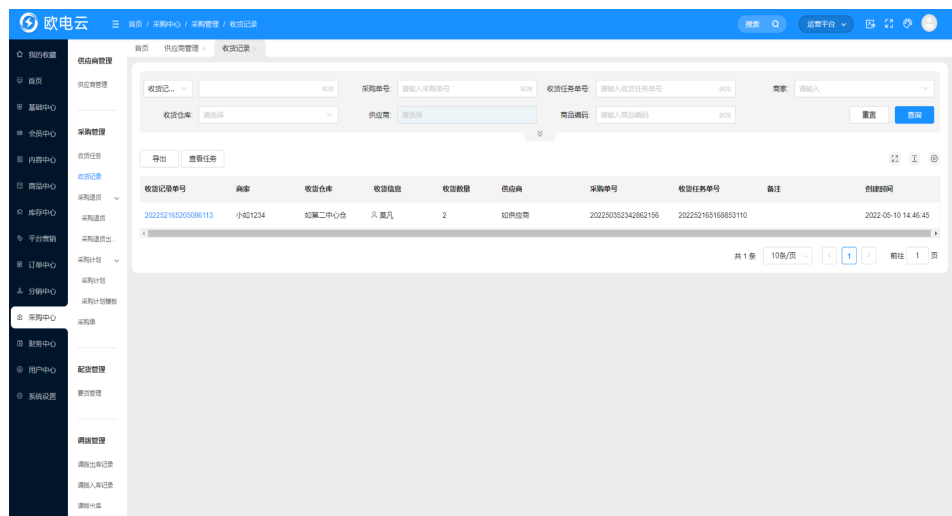 欧电云
首页 / 采购中心 / 采购管理 / 收货记录
搜索
运营平台
我的收藏
首页
基础中心
会员中心
内容中心
商品中心
库存中心
平台营销
订单中心
分销中心
采购中心
财务中心
用户中心
系统设置
供应商管理
供应商管理
采购管理
收货任务
收货记录
采购退货
采购退货
采购退货出...
采购计划
采购计划
采购计划模板
采购单
配货管理
要货管理
调拨管理
调拨出库记录
调拨入库记录
调拨出库
首页 供应商管理 × 收货记录 ×
收货记... 0/20 采购单号: 请输入采购单号 0/20 收货任务单号: 请输入收货任务单号 0/20 商家: 请输入
收货仓库: 请选择 供应商: 请选择 商品编码: 请输入商品编码 0/20 重置 查询
导出 查看任务
收货记录单号 商家 收货仓库 收货信息 收货数量 供应商 采购单号 收货任务单号 备注 创建时间
202252165205086113 小如1234 如第二中心仓 莫凡 2 如供应商 202250352342862156 202252165168853110 2022-05-10 14:46:45
共 1 条 10条/页 1 前往 1 页